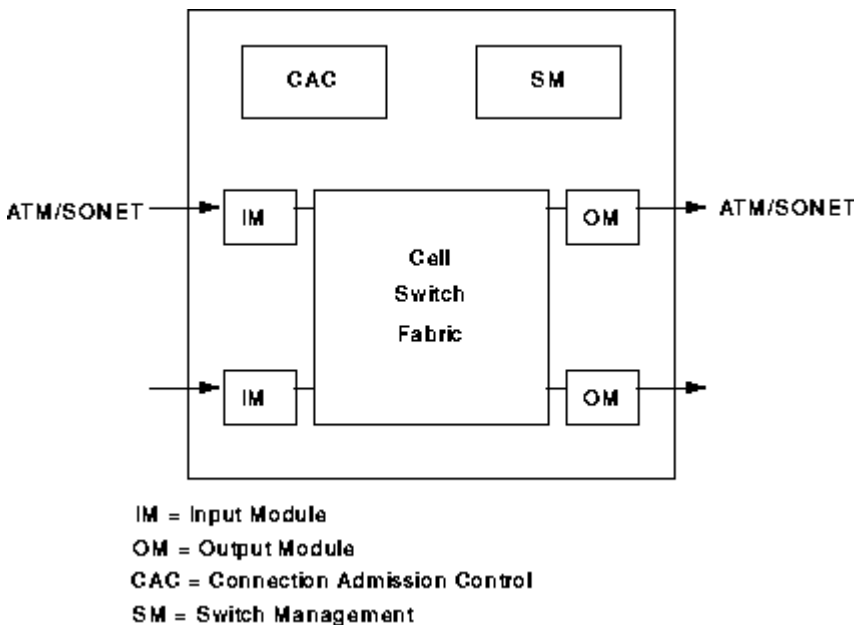 CAC
SM
ATM/SONET
IM
OM
ATM/SONET
Cell
Switch
Fabric
IM
OM
IM = Input Module
OM = Output Module
CAC = Connection Admission Control
SM = Switch Management